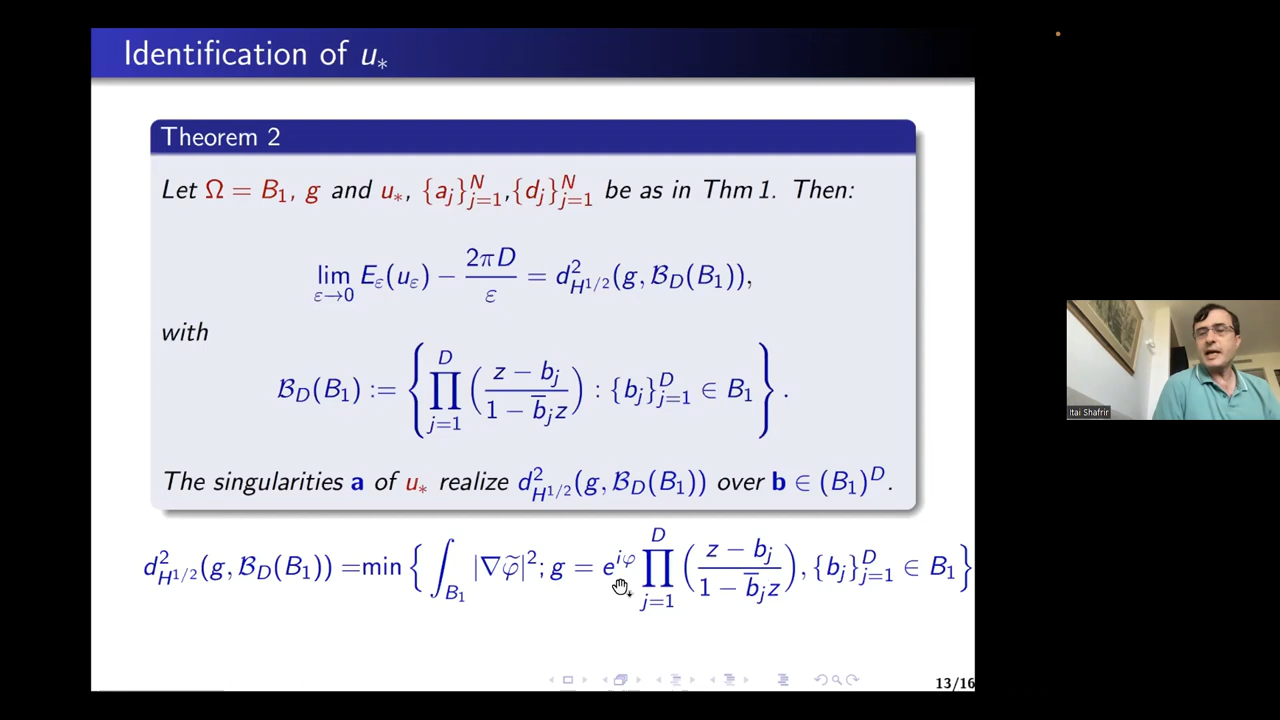 Identification of u_*
Theorem 2
Let Ω = B_1, g and u_*, {a_j}_{j=1}^N,{d_j}_{j=1}^N be as in Thm 1. Then:
lim_{ε→0} E_ε(u_ε) − 2πD/ε = d²_{H^{1/2}}(g, 𝓑_D(B_1)),
with
𝓑_D(B_1) := { ∏_{j=1}^D ( (z − b_j)/(1 − b̄_j z) ) : {b_j}_{j=1}^D ∈ B_1 } .
The singularities a of u_* realize d²_{H^{1/2}}(g, 𝓑_D(B_1)) over b ∈ (B_1)^D.
d²_{H^{1/2}}(g, 𝓑_D(B_1)) =min { ∫_{B_1} |∇φ̃|²; g = e^{iφ} ∏_{j=1}^D ( (z − b_j)/(1 − b̄_j z) ), {b_j}_{j=1}^D ∈ B_1 }
13/16
Itai Shafrir